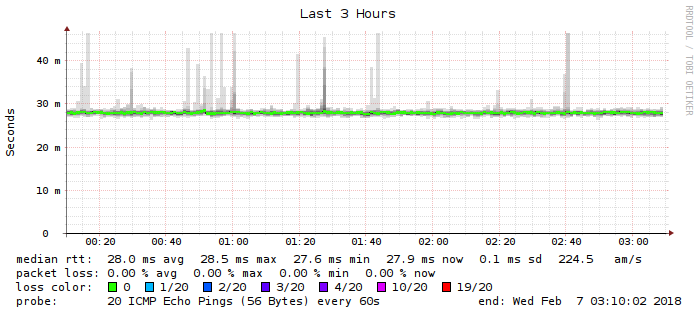 Last 3 Hours
RRDTOOL / TOBI OETIKER
Seconds
40 m
30 m
20 m
10 m
0
00:20 00:40 01:00 01:20 01:40 02:00 02:20 02:40 03:00
median rtt: 28.0 ms avg 28.5 ms max 27.6 ms min 27.9 ms now 0.1 ms sd 224.5 am/s
packet loss: 0.00 % avg 0.00 % max 0.00 % min 0.00 % now
loss color: 0 1/20 2/20 3/20 4/20 10/20 19/20
probe: 20 ICMP Echo Pings (56 Bytes) every 60s end: Wed Feb 7 03:10:02 2018